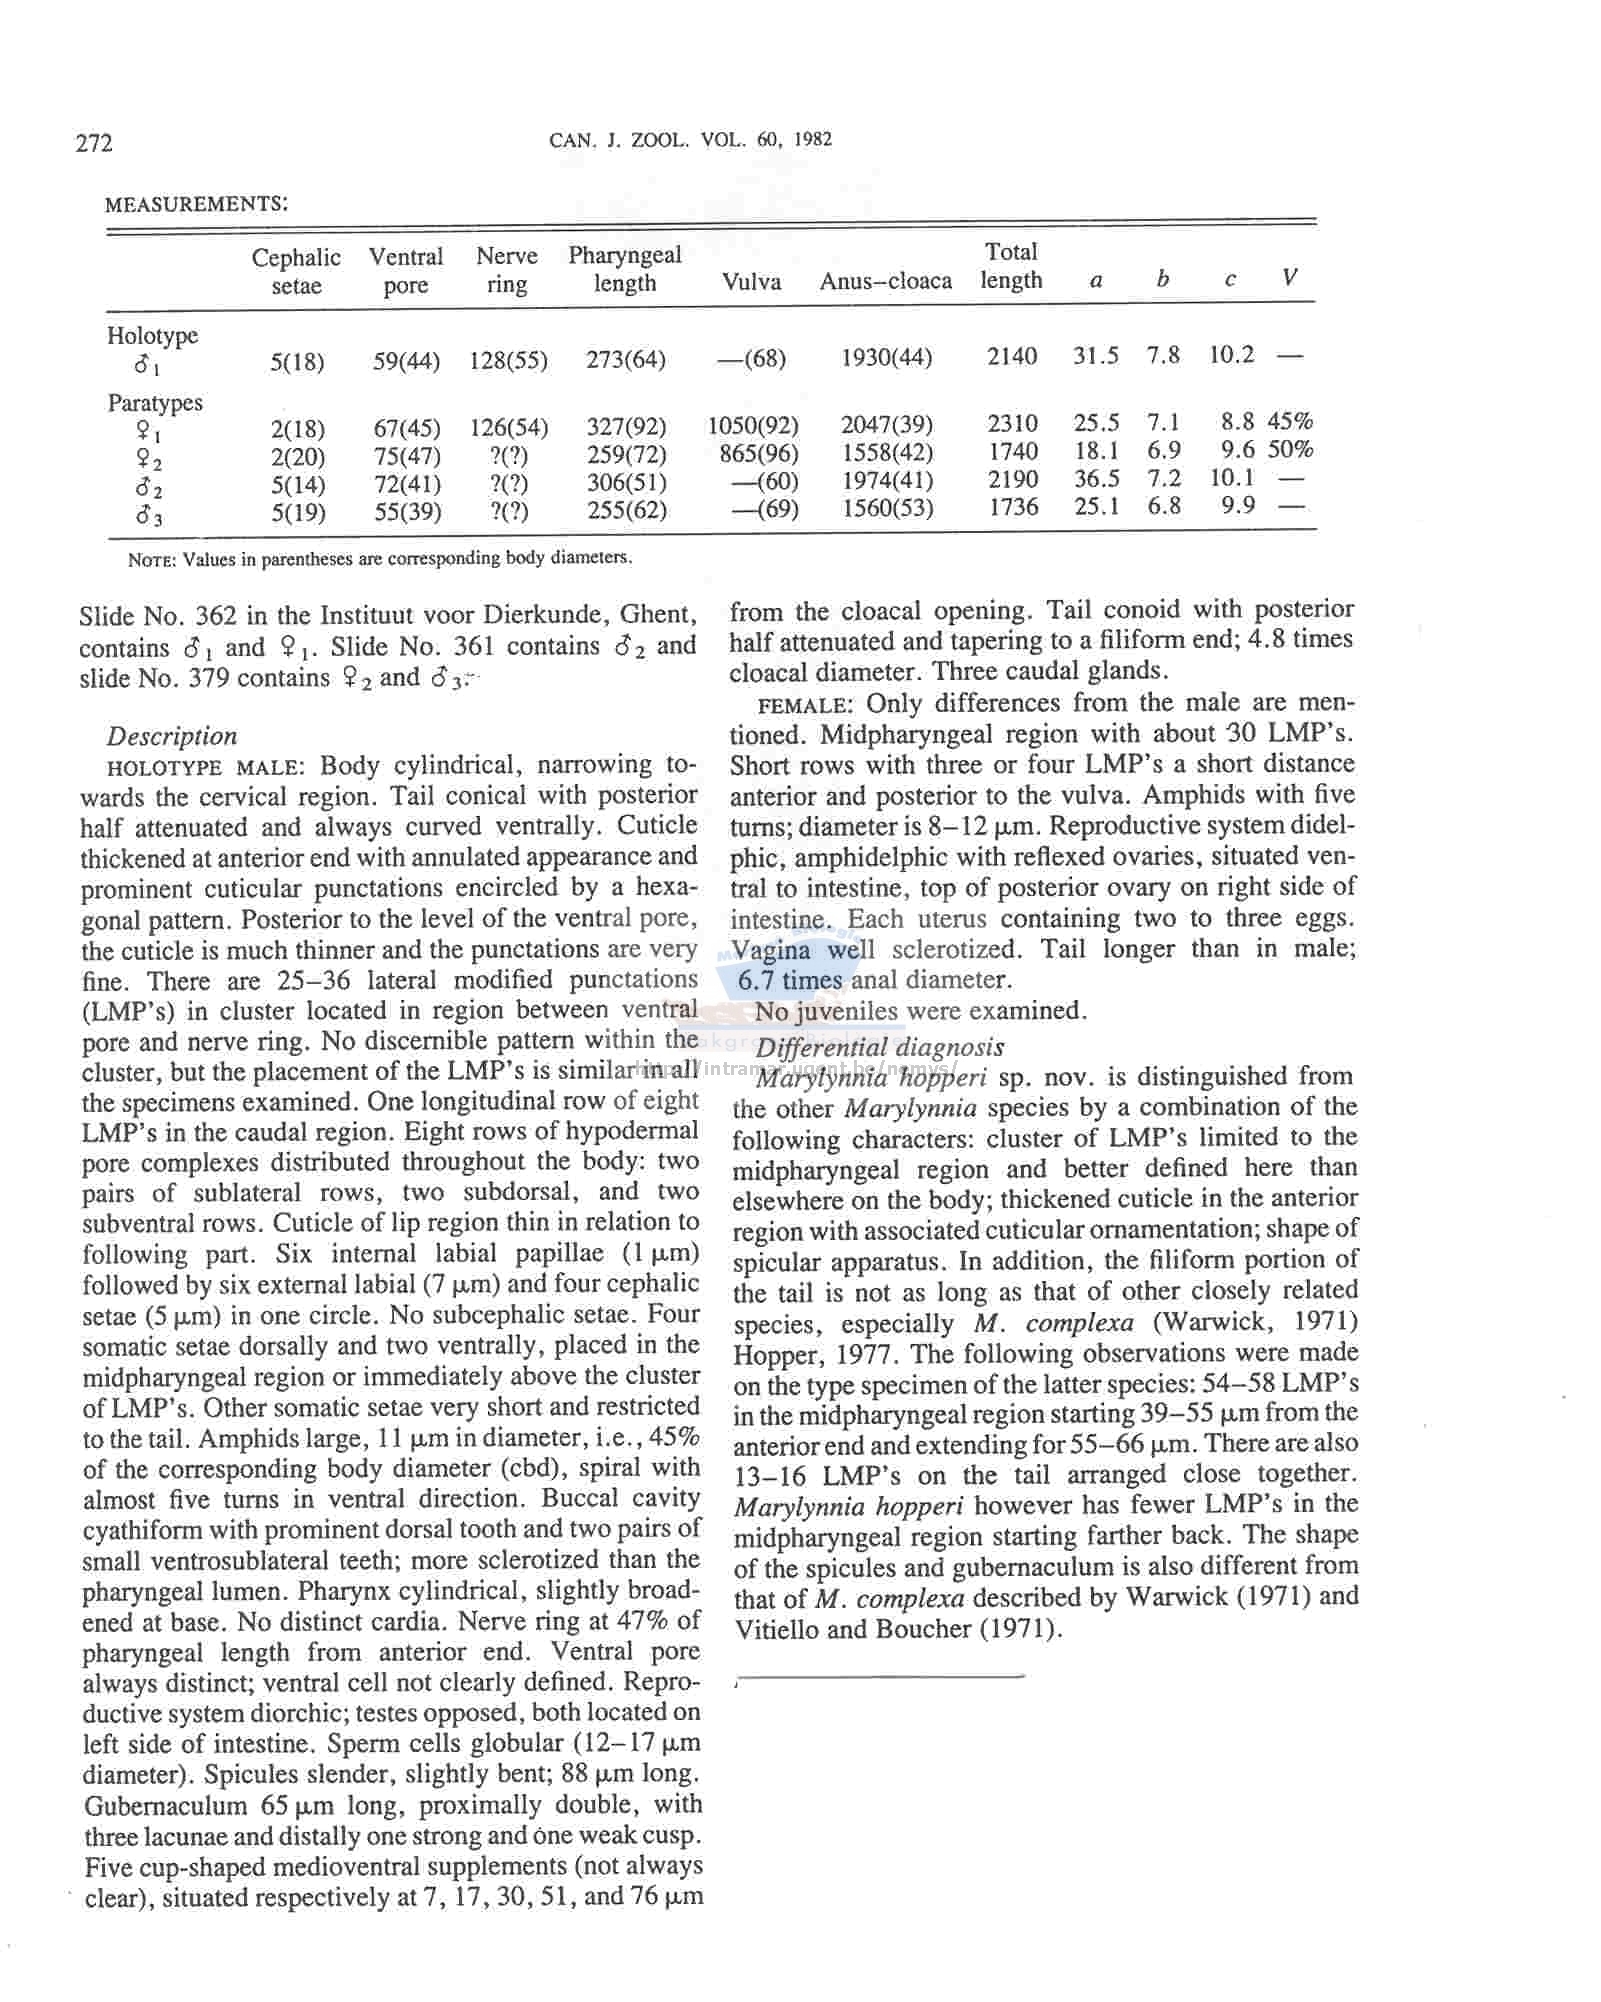 272
CAN. J. ZOOL. VOL. 60, 1982
MEASUREMENTS:
Cephalic setae Ventral pore Nerve ring Pharyngeal length Vulva Anus–cloaca Total length a b c V
Holotype
♂1 5(18) 59(44) 128(55) 273(64) —(68) 1930(44) 2140 31.5 7.8 10.2 —
Paratypes
♀1 2(18) 67(45) 126(54) 327(92) 1050(92) 2047(39) 2310 25.5 7.1 8.8 45%
♀2 2(20) 75(47) ?(?) 259(72) 865(96) 1558(42) 1740 18.1 6.9 9.6 50%
♂2 5(14) 72(41) ?(?) 306(51) —(60) 1974(41) 2190 36.5 7.2 10.1 —
♂3 5(19) 55(39) ?(?) 255(62) —(69) 1560(53) 1736 25.1 6.8 9.9 —
NOTE: Values in parentheses are corresponding body diameters.
Slide No. 362 in the Instituut voor Dierkunde, Ghent,
contains ♂1 and ♀1. Slide No. 361 contains ♂2 and
slide No. 379 contains ♀2 and ♂3.
Description
HOLOTYPE MALE: Body cylindrical, narrowing to-
wards the cervical region. Tail conical with posterior
half attenuated and always curved ventrally. Cuticle
thickened at anterior end with annulated appearance and
prominent cuticular punctations encircled by a hexa-
gonal pattern. Posterior to the level of the ventral pore,
the cuticle is much thinner and the punctations are very
fine. There are 25–36 lateral modified punctations
(LMP's) in cluster located in region between ventral
pore and nerve ring. No discernible pattern within the
cluster, but the placement of the LMP's is similar in all
the specimens examined. One longitudinal row of eight
LMP's in the caudal region. Eight rows of hypodermal
pore complexes distributed throughout the body: two
pairs of sublateral rows, two subdorsal, and two
subventral rows. Cuticle of lip region thin in relation to
following part. Six internal labial papillae (1 μm)
followed by six external labial (7 μm) and four cephalic
setae (5 μm) in one circle. No subcephalic setae. Four
somatic setae dorsally and two ventrally, placed in the
midpharyngeal region or immediately above the cluster
of LMP's. Other somatic setae very short and restricted
to the tail. Amphids large, 11 μm in diameter, i.e., 45%
of the corresponding body diameter (cbd), spiral with
almost five turns in ventral direction. Buccal cavity
cyathiform with prominent dorsal tooth and two pairs of
small ventrosublateral teeth; more sclerotized than the
pharyngeal lumen. Pharynx cylindrical, slightly broad-
ened at base. No distinct cardia. Nerve ring at 47% of
pharyngeal length from anterior end. Ventral pore
always distinct; ventral cell not clearly defined. Repro-
ductive system diorchic; testes opposed, both located on
left side of intestine. Sperm cells globular (12–17 μm
diameter). Spicules slender, slightly bent; 88 μm long.
Gubernaculum 65 μm long, proximally double, with
three lacunae and distally one strong and one weak cusp.
Five cup-shaped medioventral supplements (not always
clear), situated respectively at 7, 17, 30, 51, and 76 μm
from the cloacal opening. Tail conoid with posterior
half attenuated and tapering to a filiform end; 4.8 times
cloacal diameter. Three caudal glands.
FEMALE: Only differences from the male are men-
tioned. Midpharyngeal region with about 30 LMP's.
Short rows with three or four LMP's a short distance
anterior and posterior to the vulva. Amphids with five
turns; diameter is 8–12 μm. Reproductive system didel-
phic, amphidelphic with reflexed ovaries, situated ven-
tral to intestine, top of posterior ovary on right side of
intestine. Each uterus containing two to three eggs.
Vagina well sclerotized. Tail longer than in male;
6.7 times anal diameter.
No juveniles were examined.
Differential diagnosis
http://intramar.ugent.be/nemys/
Marylynnia hopperi sp. nov. is distinguished from
the other Marylynnia species by a combination of the
following characters: cluster of LMP's limited to the
midpharyngeal region and better defined here than
elsewhere on the body; thickened cuticle in the anterior
region with associated cuticular ornamentation; shape of
spicular apparatus. In addition, the filiform portion of
the tail is not as long as that of other closely related
species, especially M. complexa (Warwick, 1971)
Hopper, 1977. The following observations were made
on the type specimen of the latter species: 54–58 LMP's
in the midpharyngeal region starting 39–55 μm from the
anterior end and extending for 55–66 μm. There are also
13–16 LMP's on the tail arranged close together.
Marylynnia hopperi however has fewer LMP's in the
midpharyngeal region starting farther back. The shape
of the spicules and gubernaculum is also different from
that of M. complexa described by Warwick (1971) and
Vitiello and Boucher (1971).